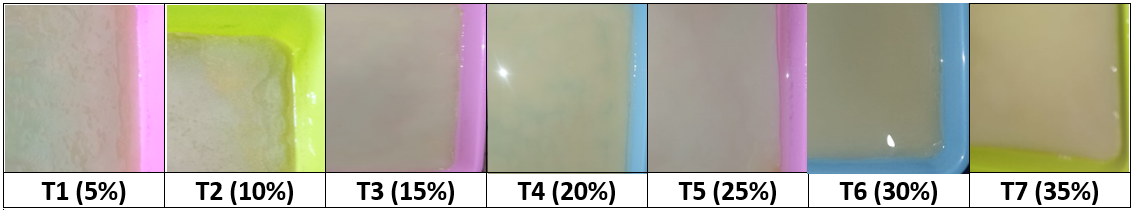 T1 (5%) T2 (10%) T3 (15%) T4 (20%) T5 (25%) T6 (30%) T7 (35%)